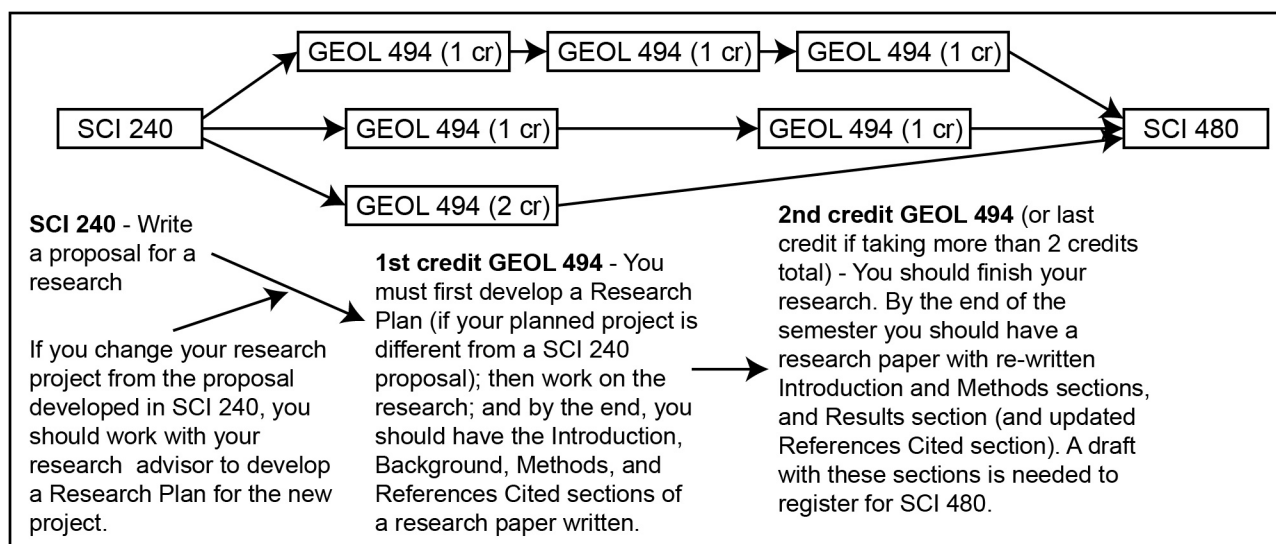 GEOL 494 (1 cr)
GEOL 494 (1 cr)
GEOL 494 (1 cr)
SCI 240
GEOL 494 (1 cr)
GEOL 494 (1 cr)
SCI 480
GEOL 494 (2 cr)
SCI 240 - Write
a proposal for a
research
If you change your research
project from the proposal
developed in SCI 240, you
should work with your
research  advisor to develop
a Research Plan for the new
project.
1st credit GEOL 494 - You
must first develop a Research
Plan (if your planned project is
different from a SCI 240
proposal); then work on the
research; and by the end, you
should have the Introduction,
Background, Methods, and
References Cited sections of
a research paper written.
2nd credit GEOL 494 (or last
credit if taking more than 2 credits
total) - You should finish your
research. By the end of the
semester you should have a
research paper with re-written
Introduction and Methods sections,
and Results section (and updated
References Cited section). A draft
with these sections is needed to
register for SCI 480.